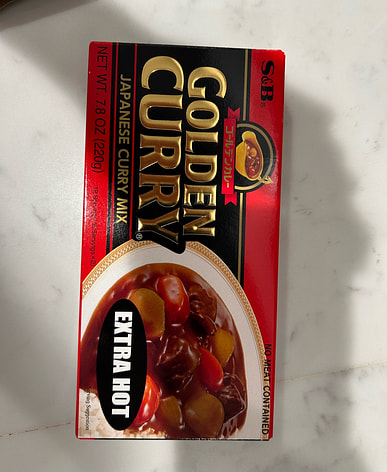 S&B®
ゴールデンカレー
GOLDEN
CURRY®
JAPANESE CURRY MIX
NET WT. 7.8 OZ (220g)
EXTRA HOT
NO MEAT CONTAINED